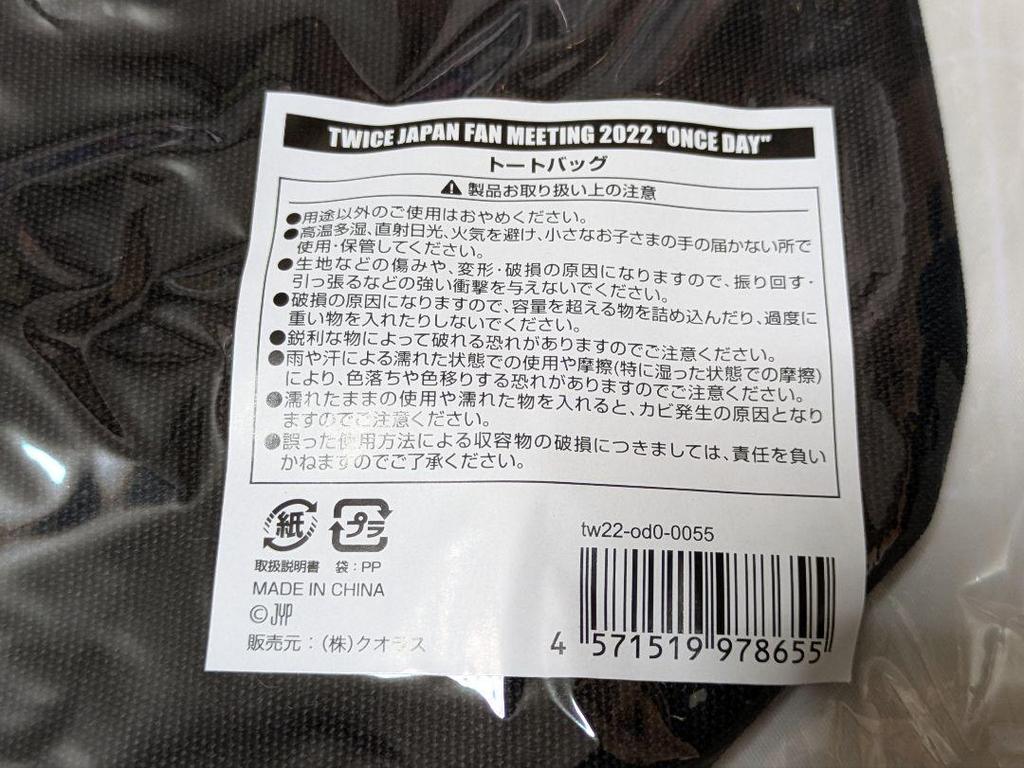 TWICE JAPAN FAN MEETING 2022 "ONCE DAY"
トートバッグ
⚠ 製品お取り扱い上の注意
●用途以外のご使用はおやめください。
●高温多湿、直射日光、火気を避け、小さなお子さまの手の届かない所で
使用・保管してください。
●生地などの傷みや、変形・破損の原因になりますので、振り回す・
引っ張るなどの強い衝撃を与えないでください。
●破損の原因になりますので、容量を超える物を詰め込んだり、過度に
重い物を入れたりしないでください。
●鋭利な物によって破れる恐れがありますのでご注意ください。
●雨や汗による濡れた状態での使用や摩擦(特に湿った状態での摩擦)
により、色落ちや色移りする恐れがありますのでご注意ください。
●濡れたままの使用や濡れた物を入れると、カビ発生の原因となり
ますのでご注意ください。
●誤った使用方法による収容物の破損につきましては、責任を負い
かねますのでご了承ください。
紙 プラ
取扱説明書 袋:PP
MADE IN CHINA
©JYP
販売元:(株)クオラス
tw22-od0-0055
4 571519 978655